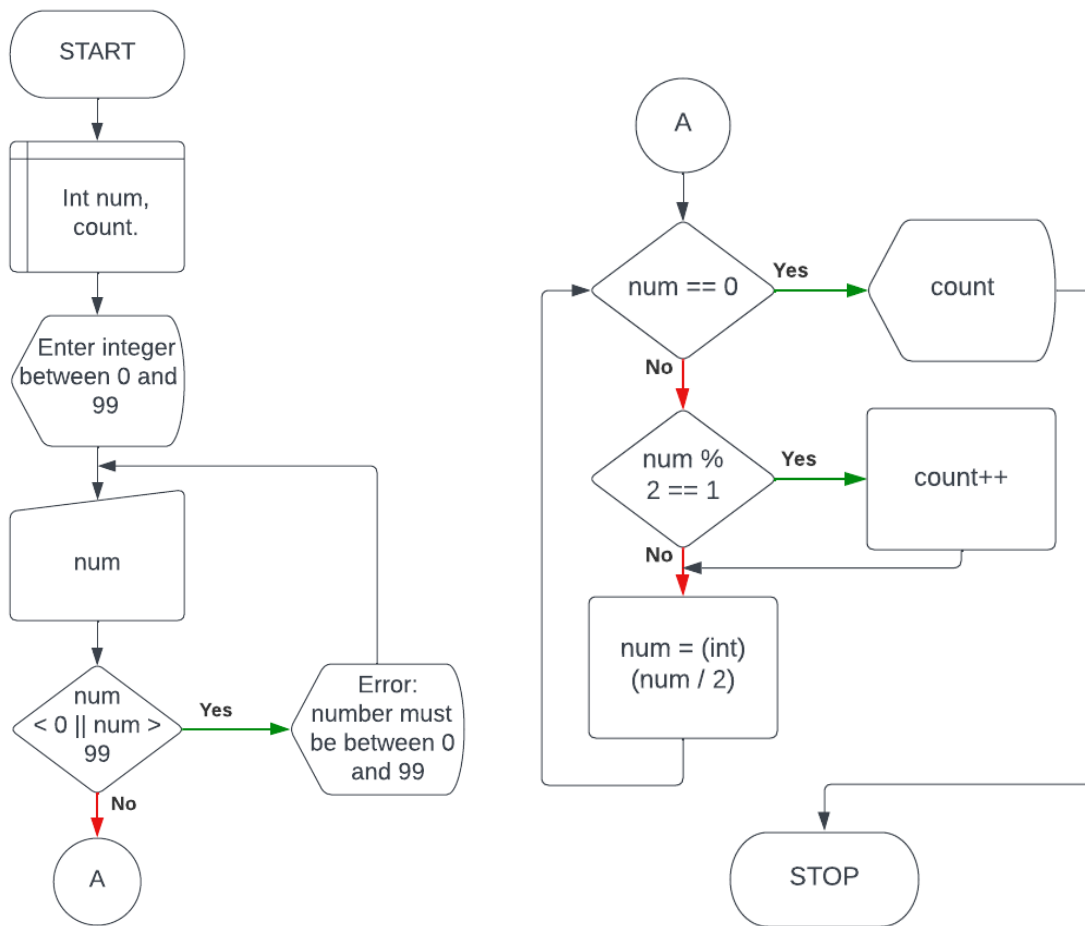 START
Int num,
count.
Enter integer
between 0 and
99
num
num
< 0 || num >
99
Yes
Error:
number must
be between 0
and 99
No
A
A
num == 0
Yes
count
No
num %
2 == 1
Yes
count++
No
num = (int)
(num / 2)
STOP